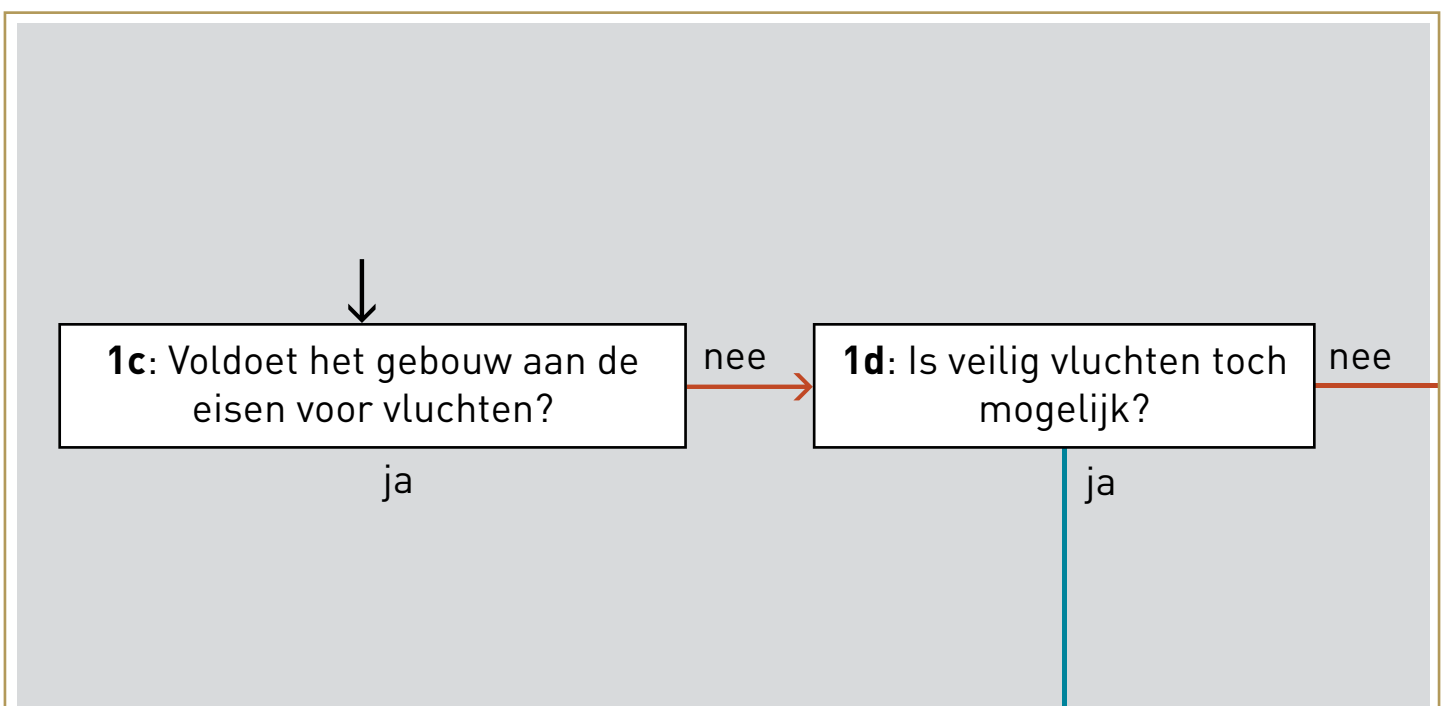 1c: Voldoet het gebouw aan de
eisen voor vluchten?
nee
1d: Is veilig vluchten toch
mogelijk?
nee
ja
ja